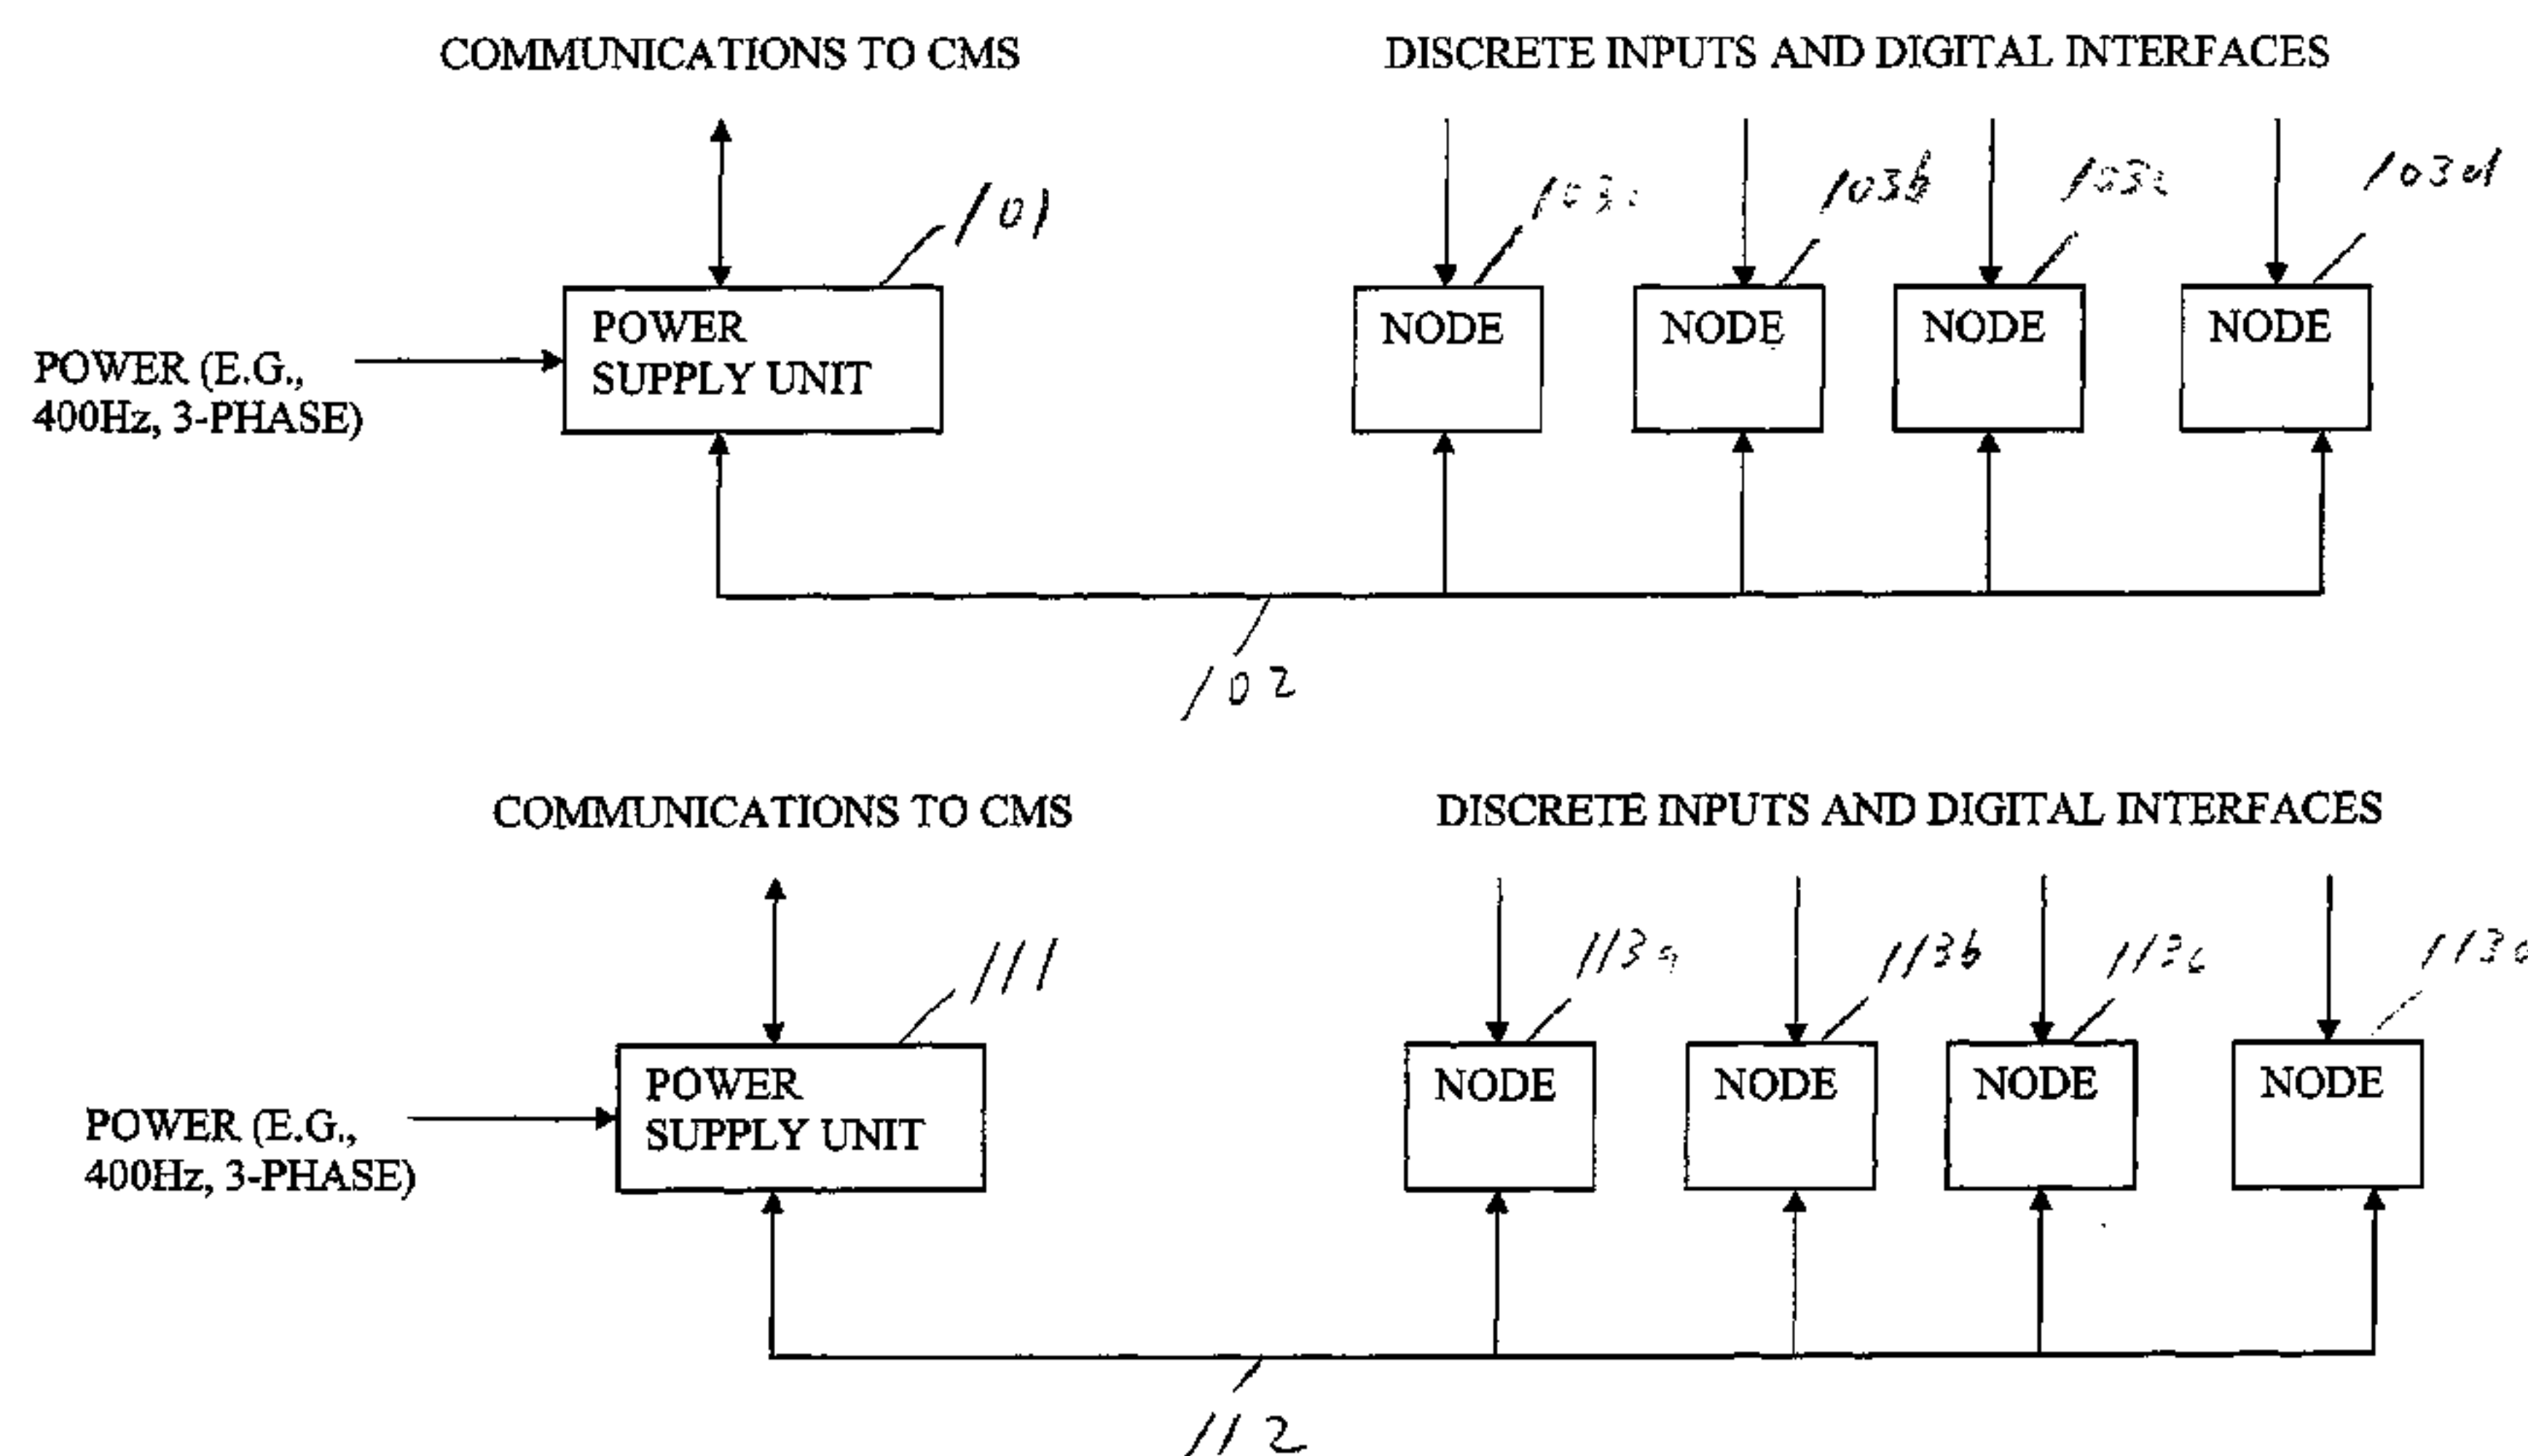 COMMUNICATIONS TO CMS
DISCRETE INPUTS AND DIGITAL INTERFACES
101
103b
103d
POWER
SUPPLY UNIT
NODE
NODE
NODE
NODE
POWER (E.G.,
400Hz, 3-PHASE)
102
COMMUNICATIONS TO CMS
DISCRETE INPUTS AND DIGITAL INTERFACES
111
113a
113b
113c
POWER
SUPPLY UNIT
NODE
NODE
NODE
NODE
POWER (E.G.,
400Hz, 3-PHASE)
112